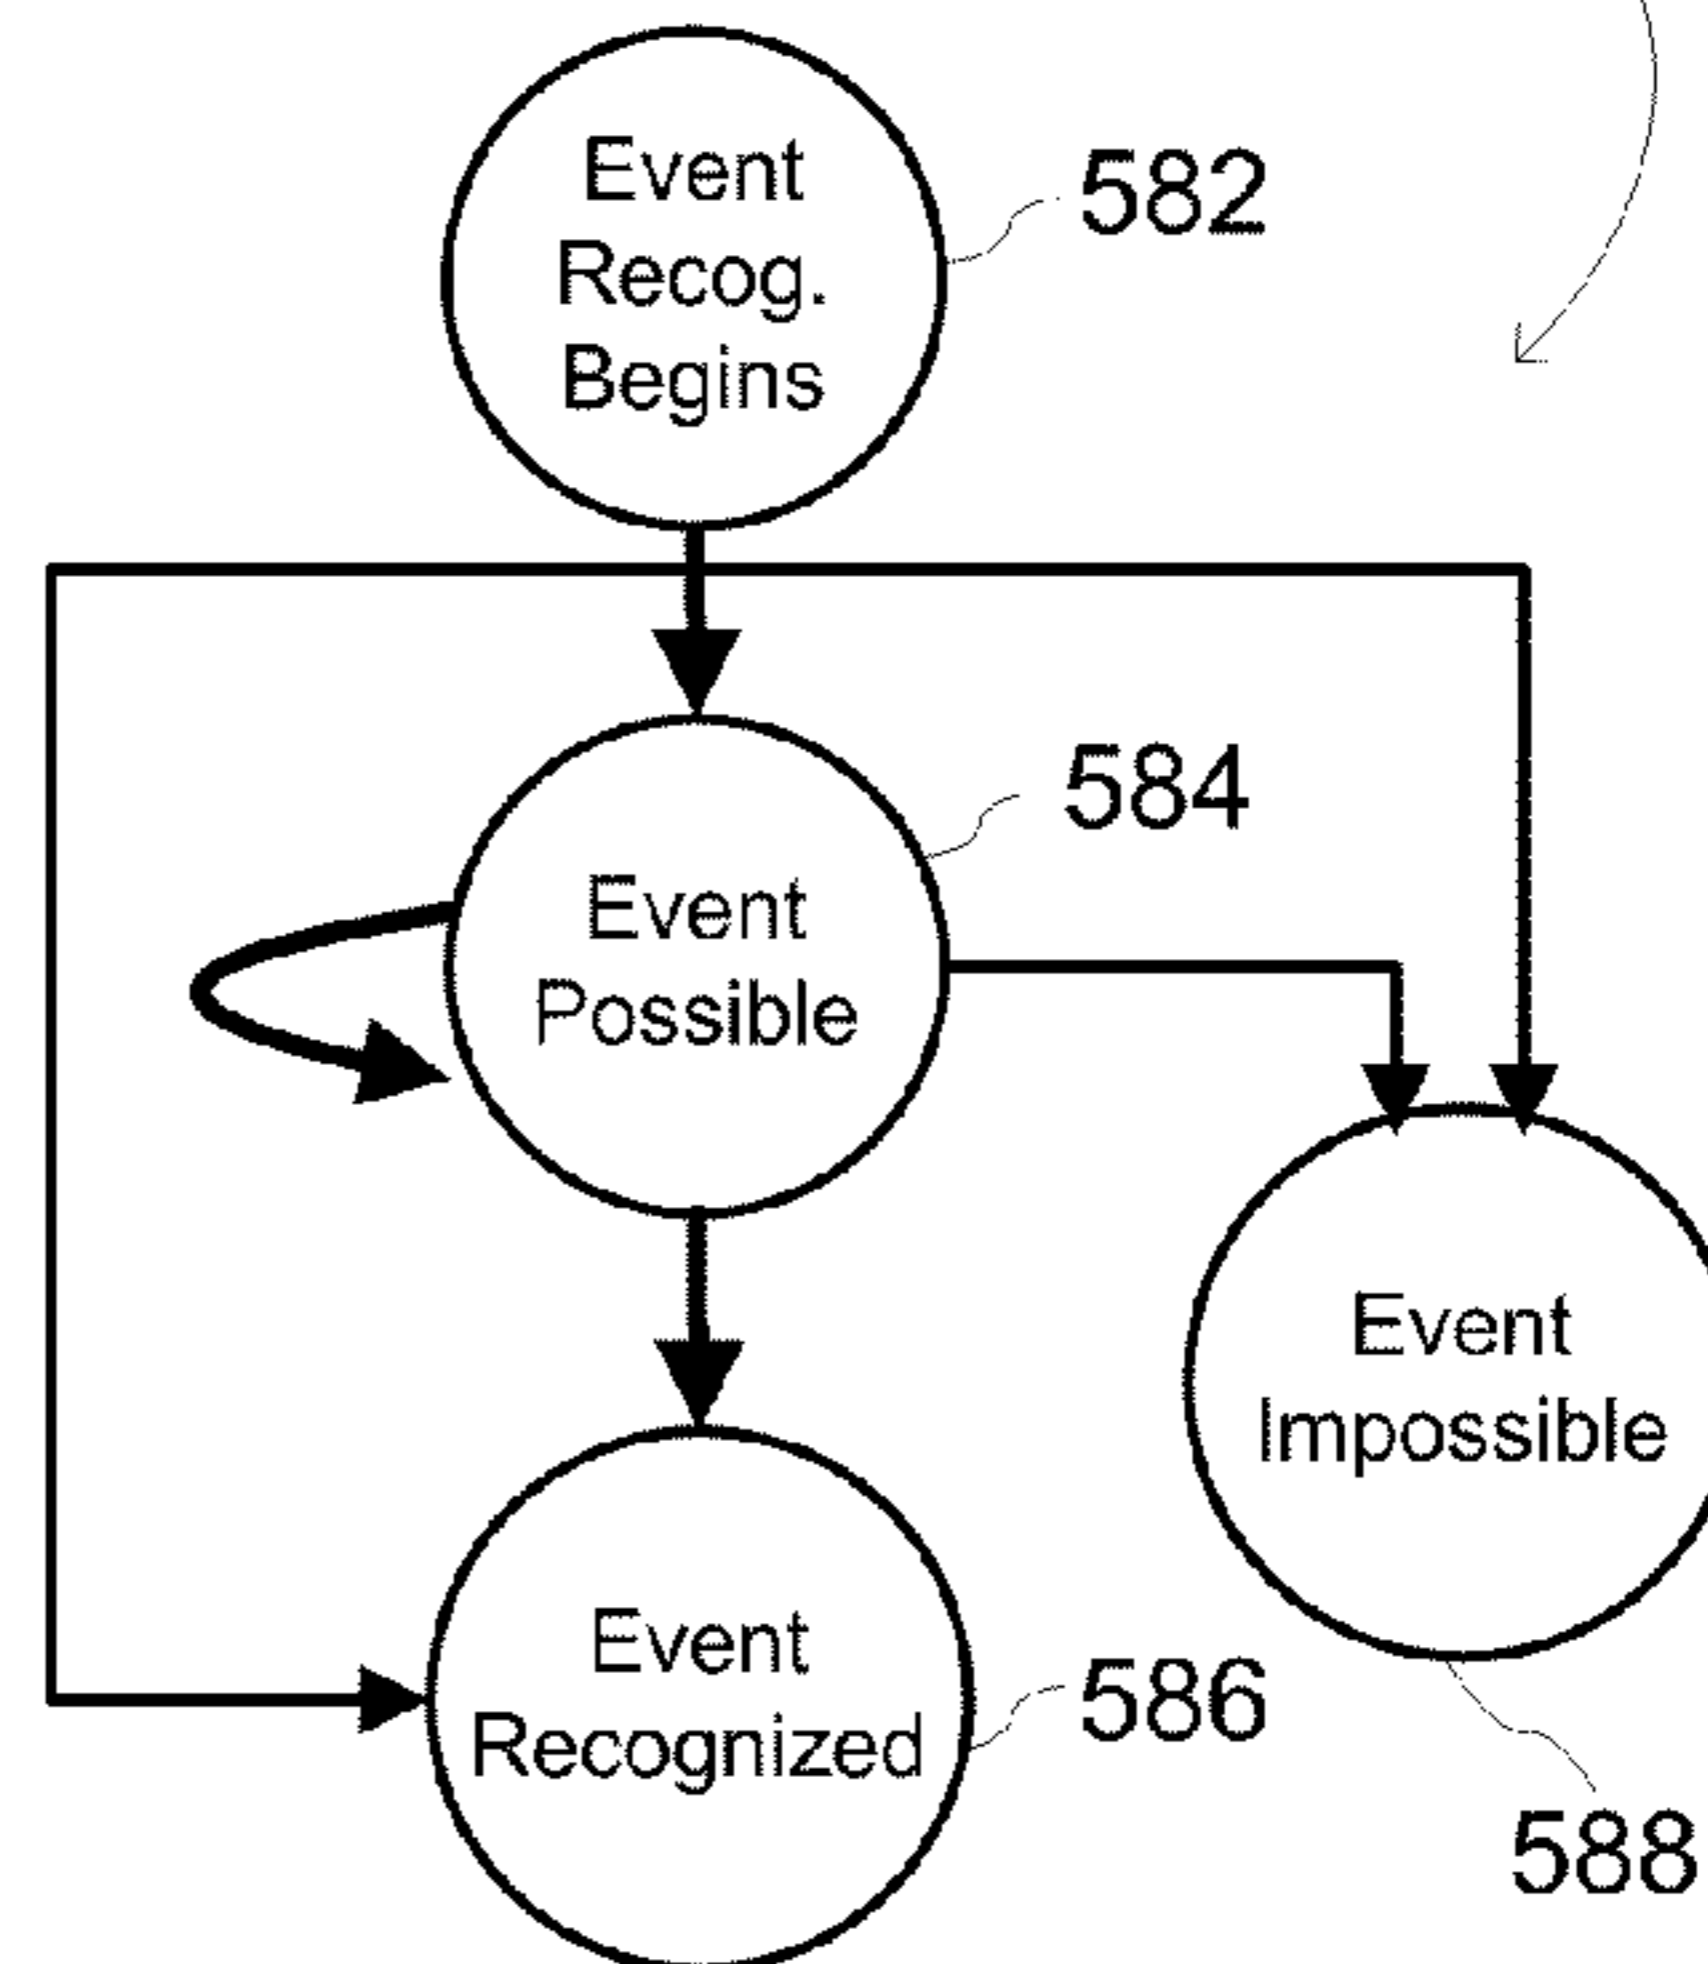 Event
Recog.
Begins
582
584
Event
Possible
Event
Impossible
Event
Recognized
586
588